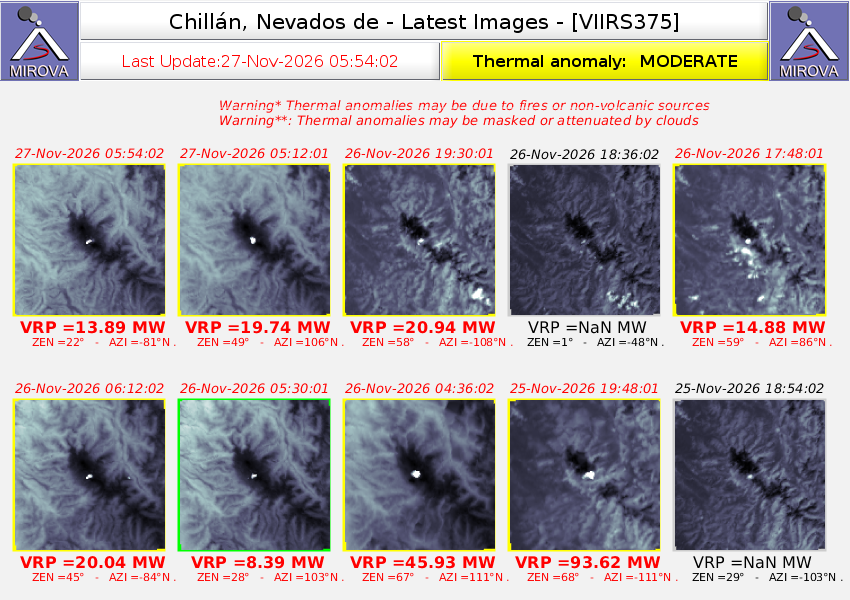 Chillán, Nevados de - Latest Images - [VIIRS375]
MIROVA
Last Update:27-Nov-2026 05:54:02
Thermal anomaly: MODERATE
MIROVA
Warning* Thermal anomalies may be due to fires or non-volcanic sources
Warning**: Thermal anomalies may be masked or attenuated by clouds
27-Nov-2026 05:54:02 27-Nov-2026 05:12:01 26-Nov-2026 19:30:01 26-Nov-2026 18:36:02 26-Nov-2026 17:48:01
VRP =13.89 MW VRP =19.74 MW VRP =20.94 MW VRP =NaN MW VRP =14.88 MW
ZEN =22° - AZI =-81°N . ZEN =49° - AZI =106°N . ZEN =58° - AZI =-108°N . ZEN =1° - AZI =-48°N . ZEN =59° - AZI =86°N .
26-Nov-2026 06:12:02 26-Nov-2026 05:30:01 26-Nov-2026 04:36:02 25-Nov-2026 19:48:01 25-Nov-2026 18:54:02
VRP =20.04 MW VRP =8.39 MW VRP =45.93 MW VRP =93.62 MW VRP =NaN MW
ZEN =45° - AZI =-84°N . ZEN =28° - AZI =103°N . ZEN =67° - AZI =111°N . ZEN =68° - AZI =-111°N . ZEN =29° - AZI =-103°N .